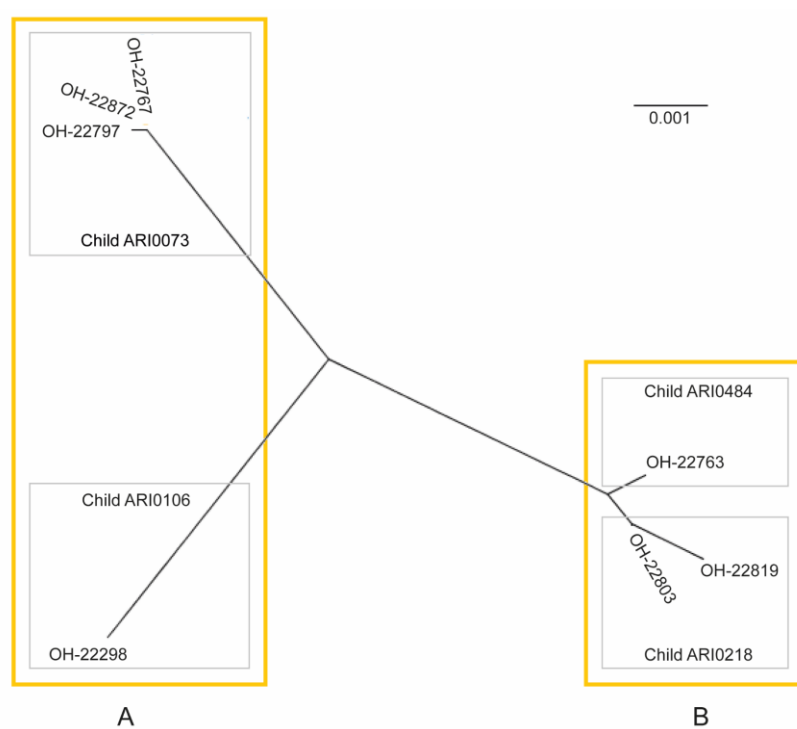 OH-22767
OH-22872
OH-22797
Child ARI0073
0.001
Child ARI0484
OH-22763
Child ARI0106
OH-22803
OH-22819
OH-22298
Child ARI0218
A
B